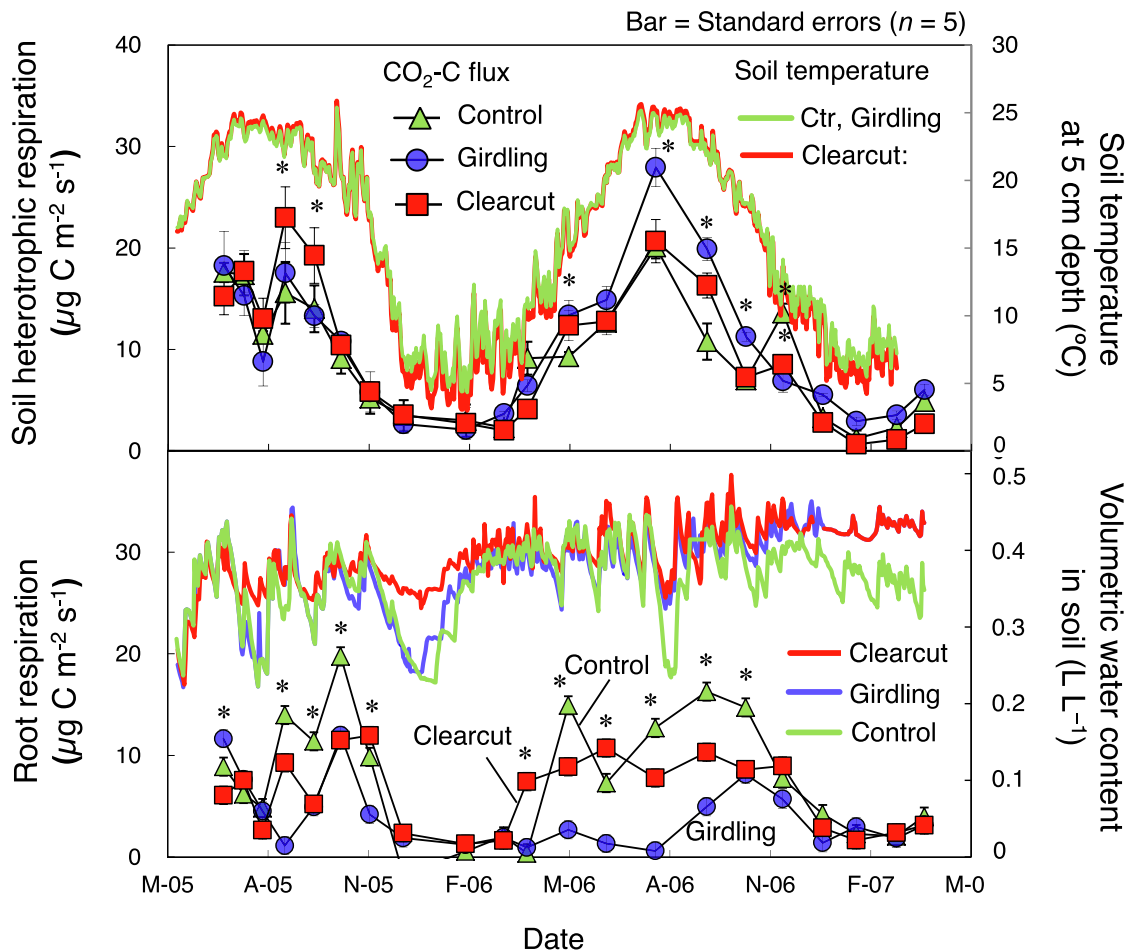 Bar = Standard errors (n = 5)
Soil heterotrophic respiration
(µg C m–2 s–1)
40
30
20
10
0
CO2-C flux
Control
Girdling
Clearcut
Soil temperature
Ctr, Girdling
Clearcut:
*
*
*
*
*
*
*
*
30
25
20
15
10
5
0
Soil temperature
at 5 cm depth (ºC)
Root respiration
(µg C m–2 s–1)
30
20
10
0
*
*
*
*
*
*
*
*
*
*
*
Control
Clearcut
Girdling
Clearcut
Girdling
Control
0.5
0.4
0.3
0.2
0.1
0
Volumetric water content
in soil (L L–1)
M-05
A-05
N-05
F-06
M-06
A-06
N-06
F-07
M-0
Date